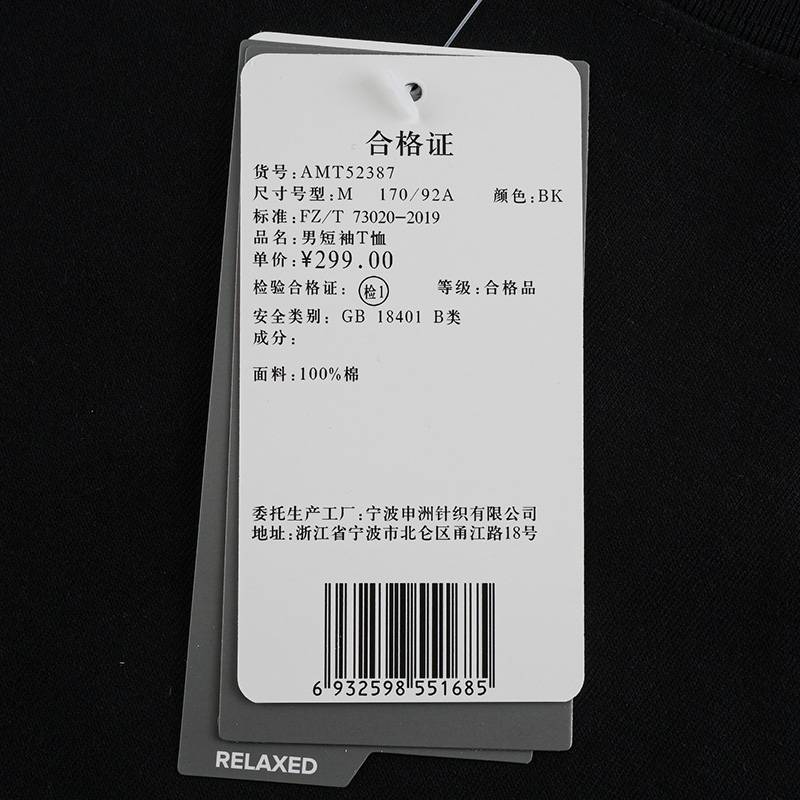 合格证
货号:AMT52387
尺寸号型:M 170/92A 颜色:BK
标准:FZ/T 73020-2019
品名:男短袖T恤
单价:¥299.00
检验合格证: 检1 等级:合格品
安全类别: GB 18401 B类
成分:
面料:100%棉
委托生产工厂:宁波申洲针织有限公司
地址:浙江省宁波市北仑区甬江路18号
6 932598 551685
RELAXED